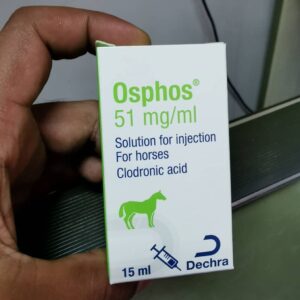 Osphos®
51 mg/ml
Solution for injection
For horses
Clodronic acid
15 ml
Dechra